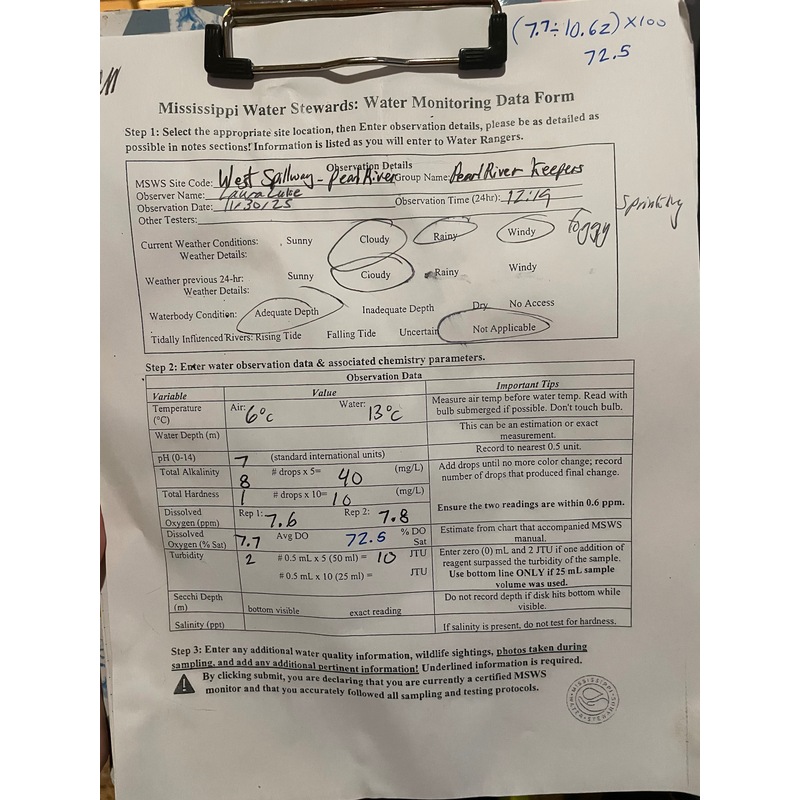 (7.7÷10.62)×100
72.5
Mississippi Water Stewards: Water Monitoring Data Form
Step 1: Select the appropriate site location, then Enter observation details, please be as detailed as
possible in notes sections! Information is listed as you will enter to Water Rangers.
Observation Details
MSWS Site Code: West Spillway - Pearl River Group Name: Pearl River Keepers
Observer Name: Laura Luke
Observation Date: 11/30/25 Observation Time (24hr): 12:19
Other Testers:
Current Weather Conditions: Sunny Cloudy Rainy Windy foggy sprinkling
Weather Details:
Weather previous 24-hr: Sunny Cloudy Rainy Windy
Weather Details:
Waterbody Condition: Adequate Depth Inadequate Depth Dry No Access
Tidally Influenced Rivers: Rising Tide Falling Tide Uncertain Not Applicable
Step 2: Enter water observation data & associated chemistry parameters.
Observation Data
Variable Value Important Tips
Temperature (°C) Air: 6°C Water: 13°C Measure air temp before water temp. Read with bulb submerged if possible. Don't touch bulb.
Water Depth (m) This can be an estimation or exact measurement.
pH (0-14) 7 (standard international units) Record to nearest 0.5 unit.
Total Alkalinity 8 # drops x 5= 40 (mg/L) Add drops until no more color change; record number of drops that produced final change.
Total Hardness 1 # drops x 10= 10 (mg/L)
Dissolved Oxygen (ppm) Rep 1: 7.6 Rep 2: 7.8 Ensure the two readings are within 0.6 ppm.
Dissolved Oxygen (% Sat) 7.7 Avg DO 72.5 % DO Sat Estimate from chart that accompanied MSWS manual.
Turbidity 2 # 0.5 mL x 5 (50 ml) = 10 JTU Enter zero (0) mL and 2 JTU if one addition of reagent surpassed the turbidity of the sample.
# 0.5 mL x 10 (25 ml) = JTU Use bottom line ONLY if 25 mL sample volume was used.
Secchi Depth (m) bottom visible exact reading Do not record depth if disk hits bottom while visible.
Salinity (ppt) If salinity is present, do not test for hardness.
Step 3: Enter any additional water quality information, wildlife sightings, photos taken during
sampling, and add any additional pertinent information! Underlined information is required.
By clicking submit, you are declaring that you are currently a certified MSWS
monitor and that you accurately followed all sampling and testing protocols.
MISSISSIPPI WATER STEWARDS